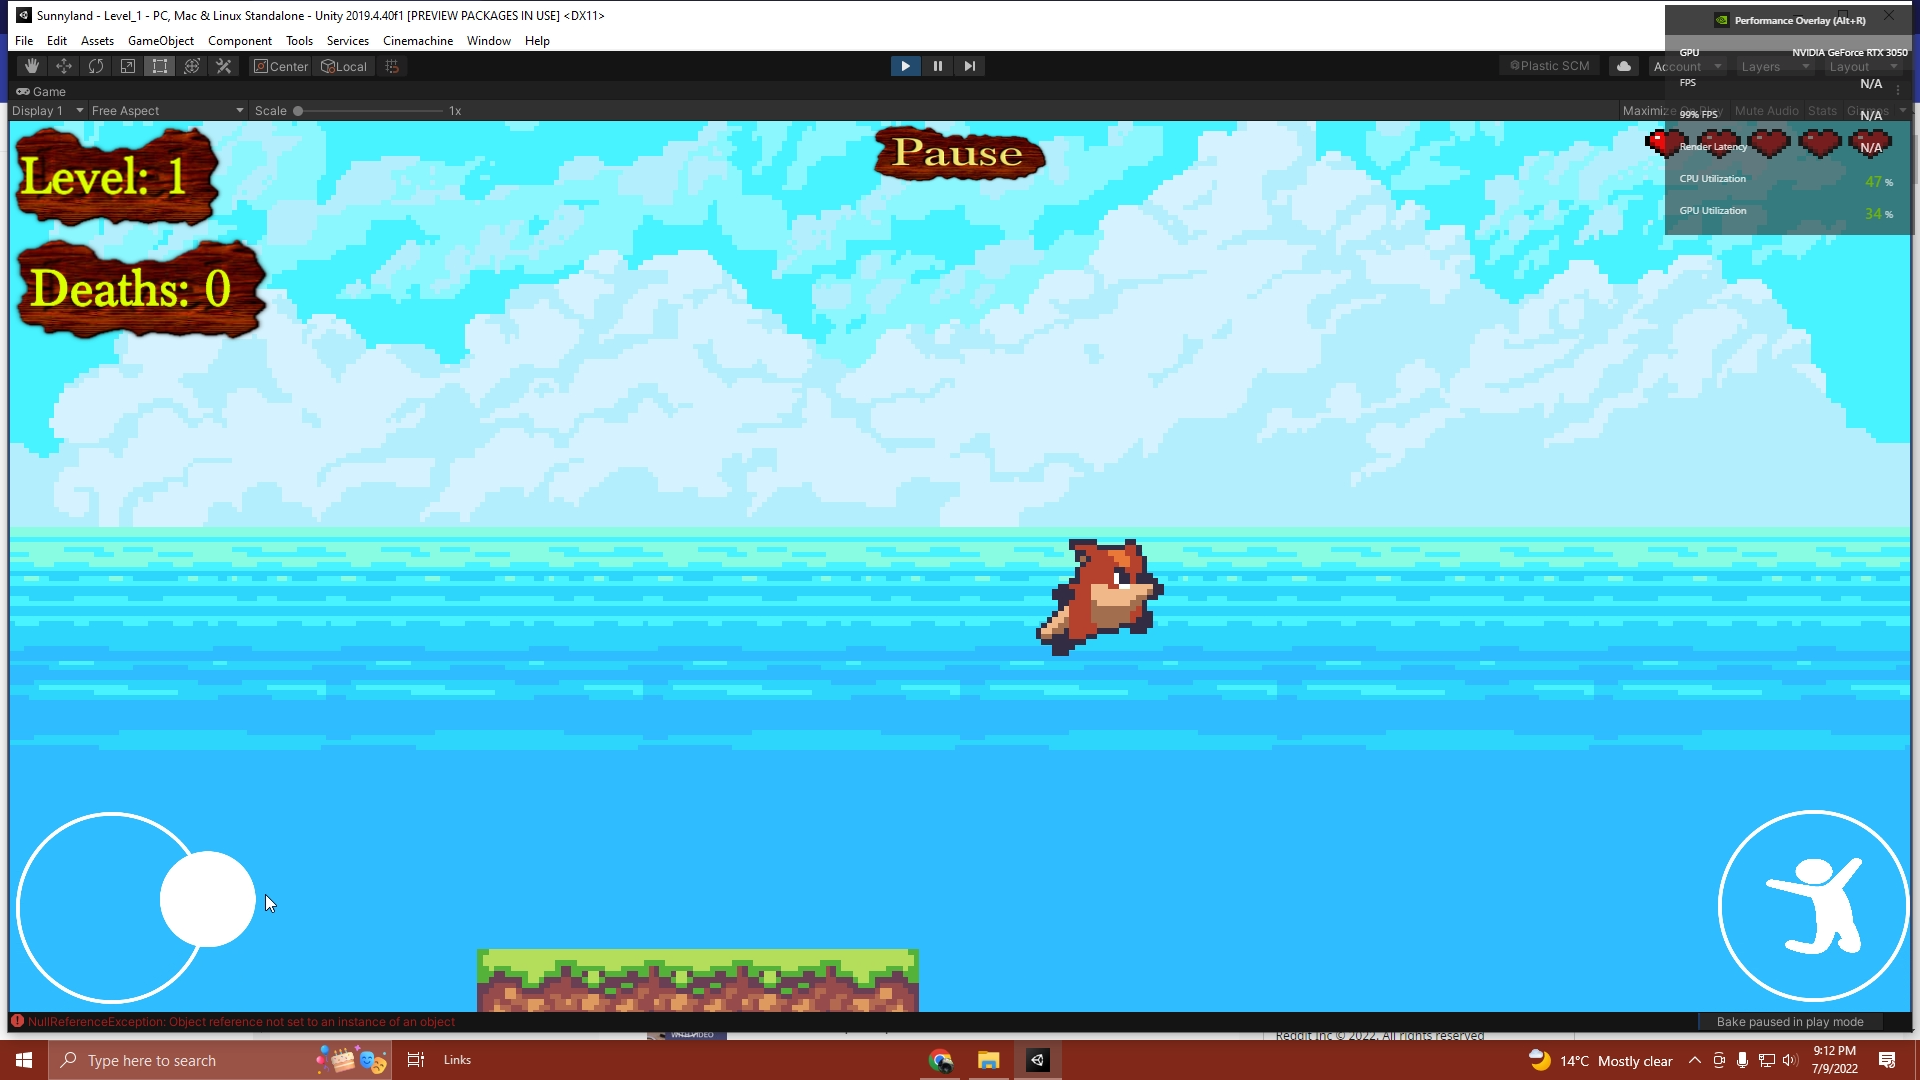 Sunnyland - Level_1 - PC, Mac & Linux Standalone - Unity 2019.4.40f1 [PREVIEW PACKAGES IN USE] <DX11>
Performance Overlay (Alt+R)
File Edit Assets GameObject Component Tools Services Cinemachine Window Help
GPU NVIDIA GeForce RTX 3050
Center Local Plastic SCM Account Layers Layout
FPS N/A
Game
Display 1 Free Aspect Scale 1x Maximize On Play Mute Audio Stats Gizmos
99% FPS N/A
Render Latency N/A
CPU Utilization 47 %
GPU Utilization 34 %
Level: 1
Pause
Deaths: 0
NullReferenceException: Object reference not set to an instance of an object
Bake paused in play mode
Reddit Inc © 2022. All rights reserved
Type here to search
Links
14°C Mostly clear
9:12 PM
7/9/2022